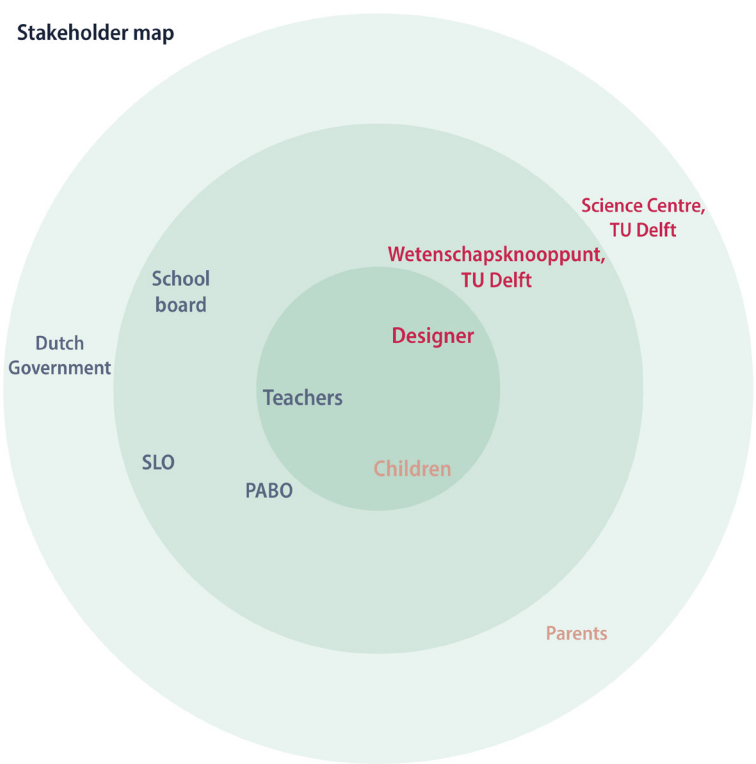 Stakeholder map
Science Centre,
TU Delft
Wetenschapsknooppunt,
TU Delft
School
board
Designer
Dutch
Government
Teachers
SLO
Children
PABO
Parents